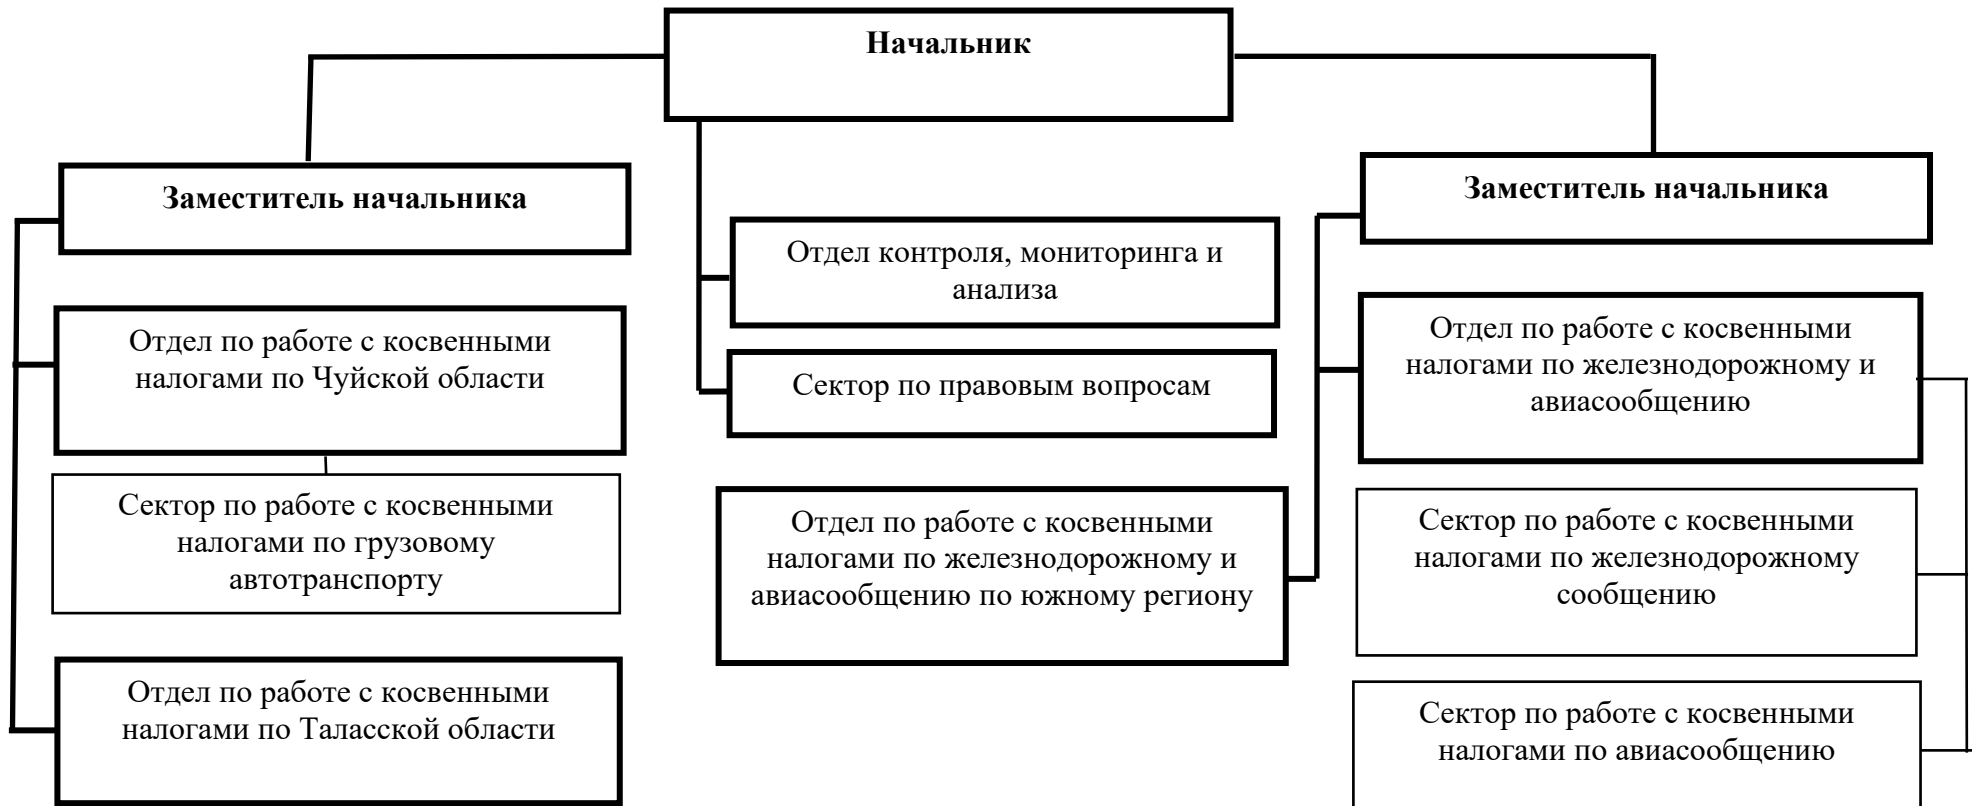 Начальник
Заместитель начальника
Заместитель начальника
Отдел контроля, мониторинга и
анализа
Сектор по правовым вопросам
Отдел по работе с косвенными
налогами по Чуйской области
Сектор по работе с косвенными
налогами по грузовому
автотранспорту
Отдел по работе с косвенными
налогами по Таласской области
Отдел по работе с косвенными
налогами по железнодорожному и
авиасообщению по южному региону
Отдел по работе с косвенными
налогами по железнодорожному и
авиасообщению
Сектор по работе с косвенными
налогами по железнодорожному
сообщению
Сектор по работе с косвенными
налогами по авиасообщению